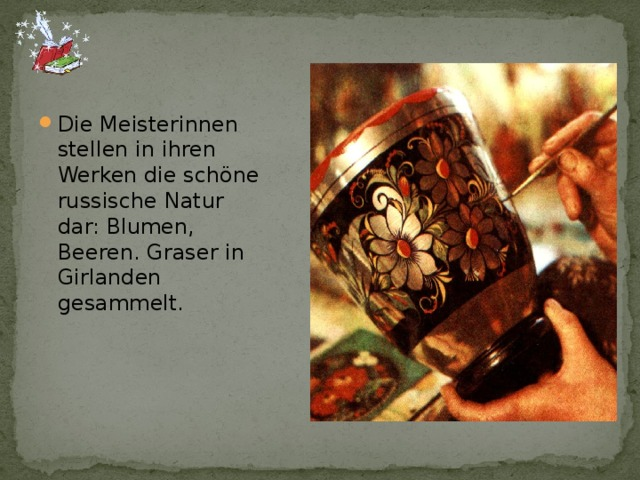 Die Meisterinnen
stellen in ihren
Werken die schöne
russische Natur
dar: Blumen,
Beeren. Graser in
Girlanden
gesammelt.